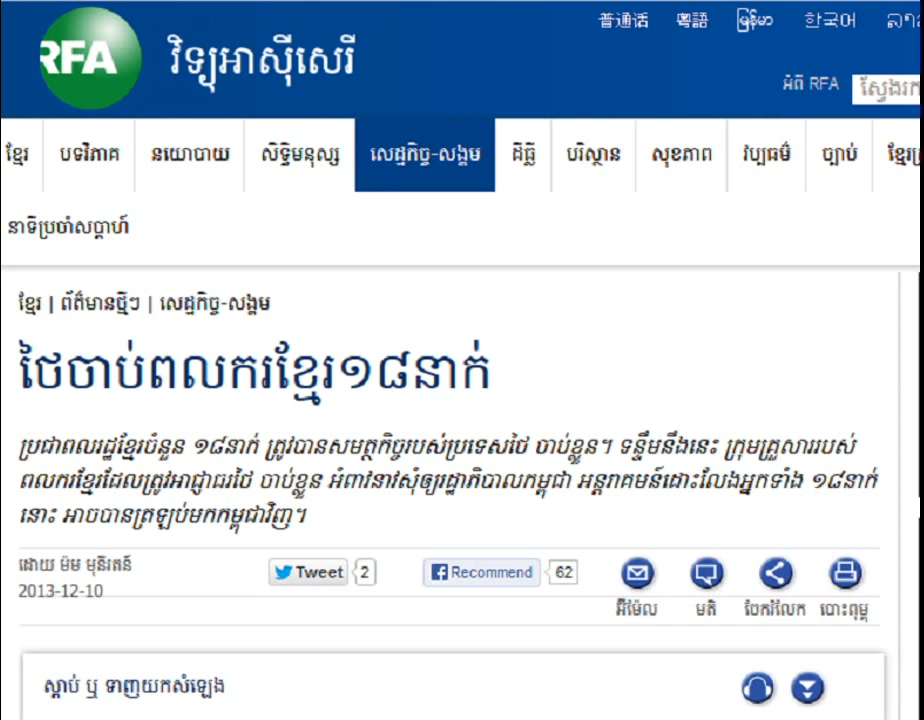 普通话 粤語 မြန်မာ 한국어
RFA វិទ្យុអាស៊ីសេរី
អំពី RFA ស្វែងរក
ខ្មែរ បទវិភាគ នយោបាយ សិទ្ធិមនុស្ស សេដ្ឋកិច្ច-សង្គម ដីធ្លី បរិស្ថាន សុខភាព វប្បធម៌ ច្បាប់
នាទីប្រចាំសប្ដាហ៍
ខ្មែរ | ព័ត៌មានថ្មីៗ | សេដ្ឋកិច្ច-សង្គម
ថៃចាប់ពលករខ្មែរ១៨នាក់
ប្រជាពលរដ្ឋខ្មែរចំនួន ១៨នាក់ ត្រូវបានសមត្ថកិច្ចរបស់ប្រទេសថៃ ចាប់ខ្លួន។ ទន្ទឹមនឹងនេះ ក្រុមគ្រួសាររបស់
ពលករខ្មែរដែលត្រូវអាជ្ញាធរថៃ ចាប់ខ្លួន អំពាវនាវសុំឲ្យរដ្ឋាភិបាលកម្ពុជា អន្តរាគមន៍ដោះលែងអ្នកទាំង ១៨នាក់
នោះ អាចបានត្រឡប់មកកម្ពុជាវិញ។
ដោយ ម៉ម មុនីរតន៍
2013-12-10
Tweet 2 Recommend 62
អ៊ីម៉ែល មតិ ចែករំលែក បោះពុម្ព
ស្ដាប់ ឬ ទាញយកសំឡេង